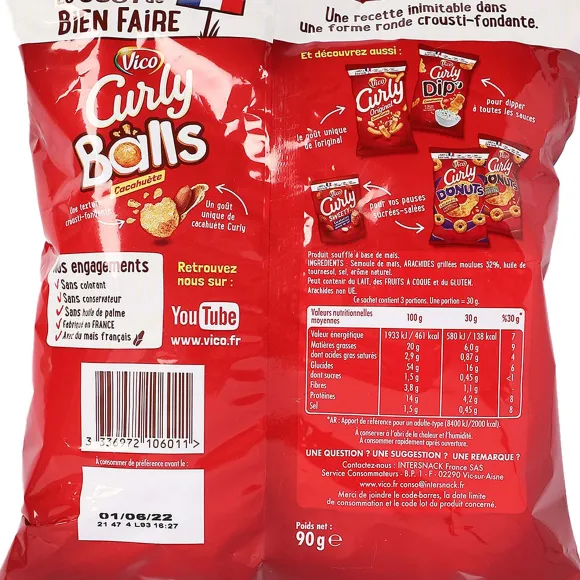 BIEN FAIRE
Vico
Curly
Balls
Cacahuète
Une texture
crousti-fondante
Un goût
unique de
cacahuète Curly
Nos engagements
Sans colorant
Sans conservateur
Sans huile de palme
Fabriqué en FRANCE
Avec du maïs français
Retrouvez
nous sur :
YouTube
www.vico.fr
3 336972 106011 >
A consommer de préférence avant le :
01/06/22
21 47 4 L93 16:27
Une recette inimitable dans
une forme ronde crousti-fondante.
Et découvrez aussi :
Vico
Curly
Original
Vico
Curly
Dip'
pour dipper
à toutes les sauces
le goût unique
de l'original
Vico
Curly
SWEET
pour vos pauses
sucrées-salées
Vico
Curly
DONUTS
Vico
Curly
DONUTS
Produit soufflé à base de maïs.
INGRÉDIENTS : Semoule de maïs, ARACHIDES grillées moulues 32%, huile de
tournesol, sel, arôme naturel.
Peut contenir du LAIT, des FRUITS A COQUE et du GLUTEN.
Arachides non UE.
Ce sachet contient 3 portions. Une portion = 30 g.
Valeurs nutritionnelles moyennes 100 g 30 g %30 g*
Valeur énergétique 1933 kJ / 461 kcal 580 kJ / 138 kcal 7
Matières grasses 20 g 6,0 g 9
dont acides gras saturés 2,9 g 0,87 g 4
Glucides 54 g 16 g 6
dont sucres 1,5 g 0,45 g <1
Fibres 3,8 g 1,1 g -
Protéines 14 g 4,2 g 8
Sel 1,5 g 0,45 g 8
*AR : Apport de référence pour un adulte-type (8400 kJ/2000 kcal).
A conserver à l'abri de la chaleur et l'humidité.
A consommer rapidement après ouverture.
UNE QUESTION ? UNE SUGGESTION ? UNE REMARQUE ?
Contactez-nous : INTERSNACK France SAS
Service Consommateurs - B.P. 1 - F - 02290 Vic-sur-Aisne
www.vico.fr conso@intersnack.fr
Merci de joindre le code-barres, la date limite
de consommation et le code lot du produit concerné.
Poids net :
90 g ℮